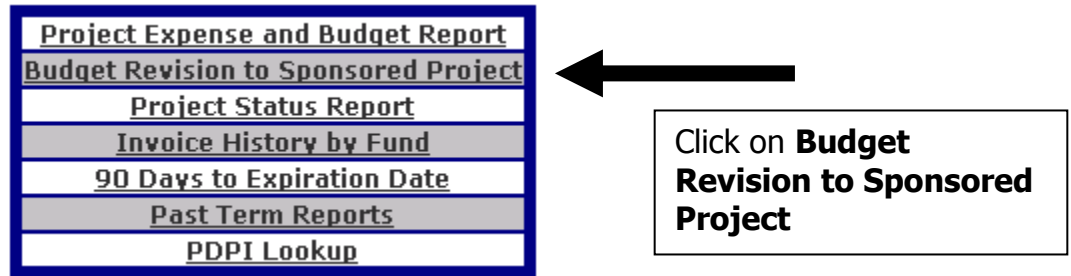 Project Expense and Budget Report
Budget Revision to Sponsored Project
Project Status Report
Invoice History by Fund
90 Days to Expiration Date
Past Term Reports
PDPI Lookup
Click on Budget
Revision to Sponsored
Project